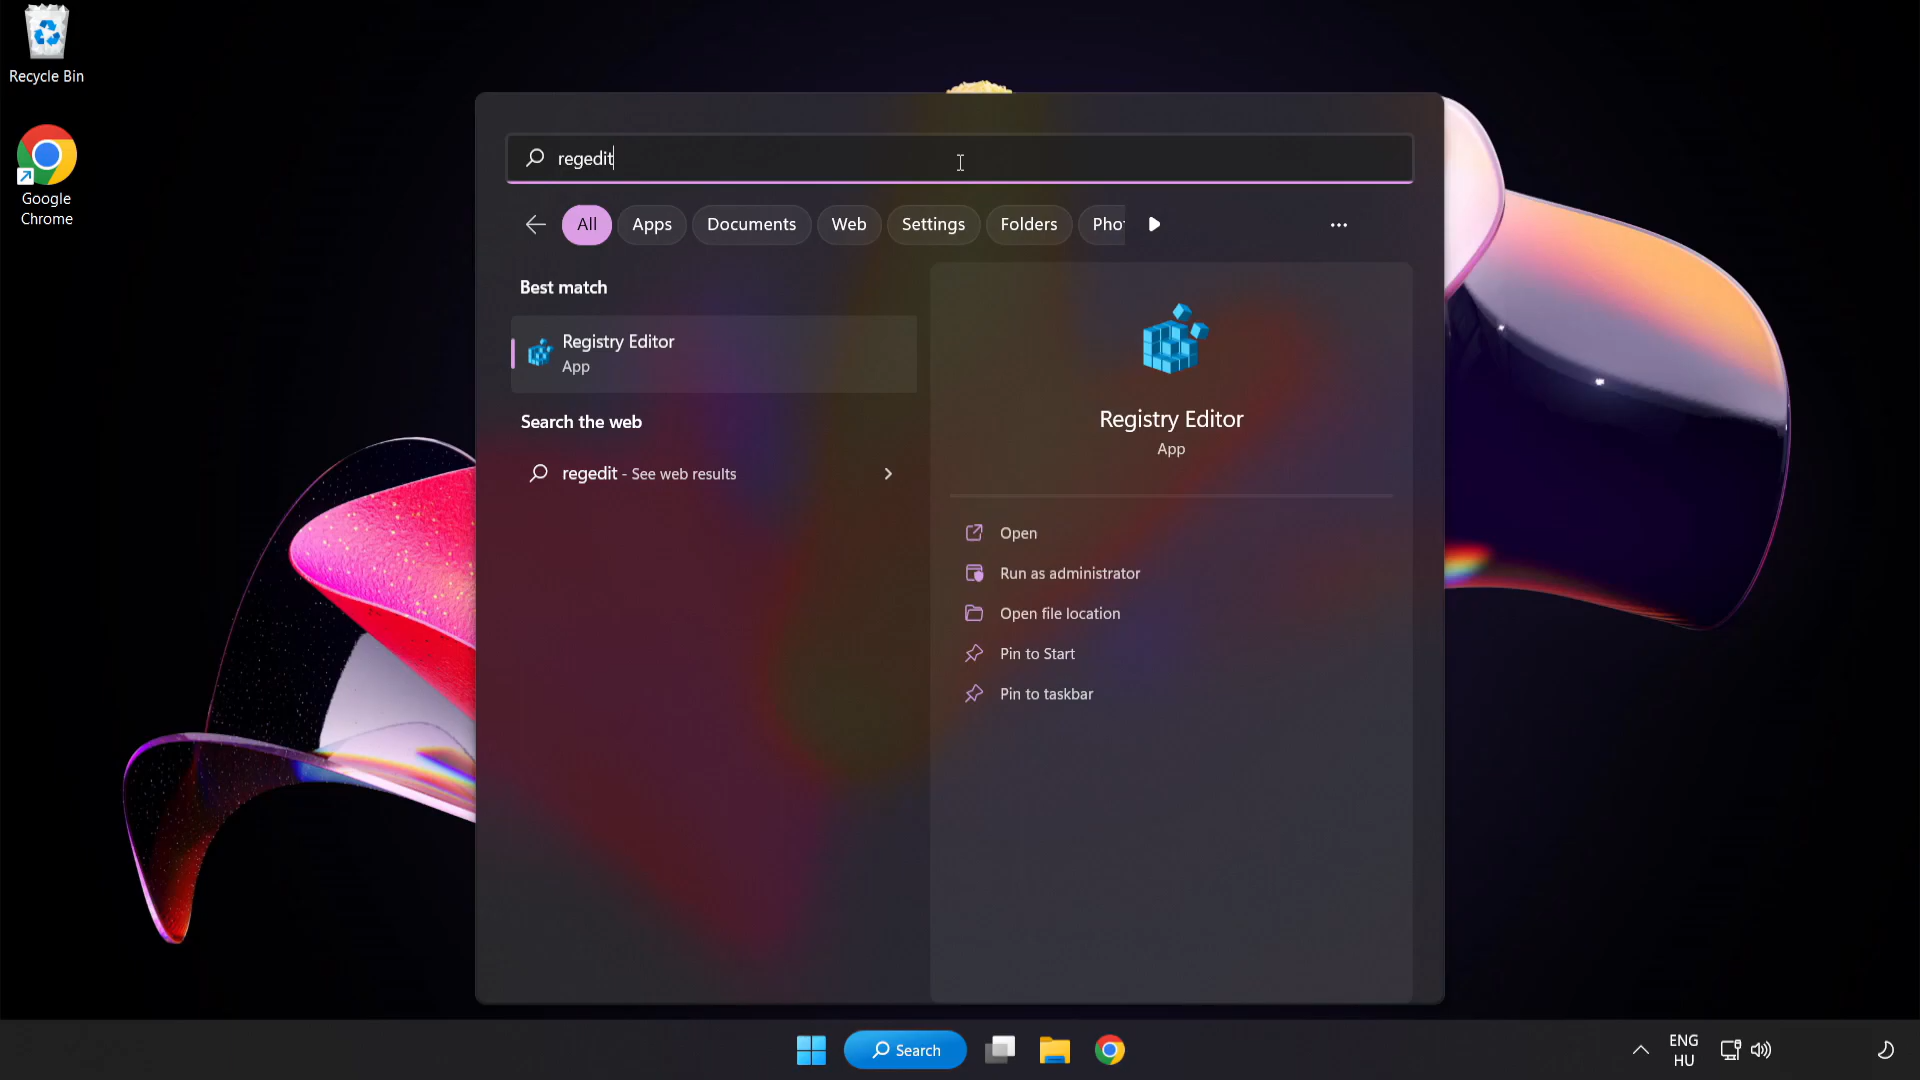 Recycle Bin
Google
Chrome
regedit
All
Apps
Documents
Web
Settings
Folders
Phot
Best match
Registry Editor
App
Search the web
regedit - See web results
Registry Editor
App
Open
Run as administrator
Open file location
Pin to Start
Pin to taskbar
Search
ENG
HU